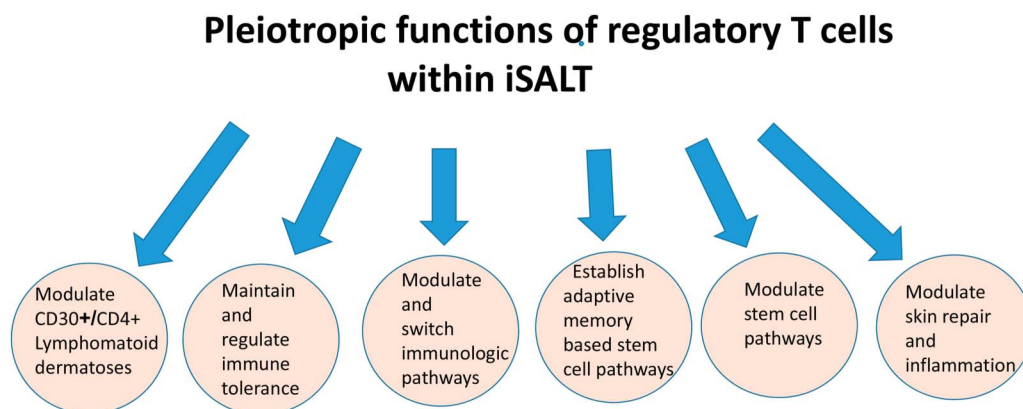 Pleiotropic functions of regulatory T cells
within iSALT
Modulate
CD30+/CD4+
Lymphomatoid
dermatoses
Maintain
and
regulate
immune
tolerance
Modulate
and
switch
immunologic
pathways
Establish
adaptive
memory
based stem
cell pathways
Modulate
stem cell
pathways
Modulate
skin repair
and
inflammation